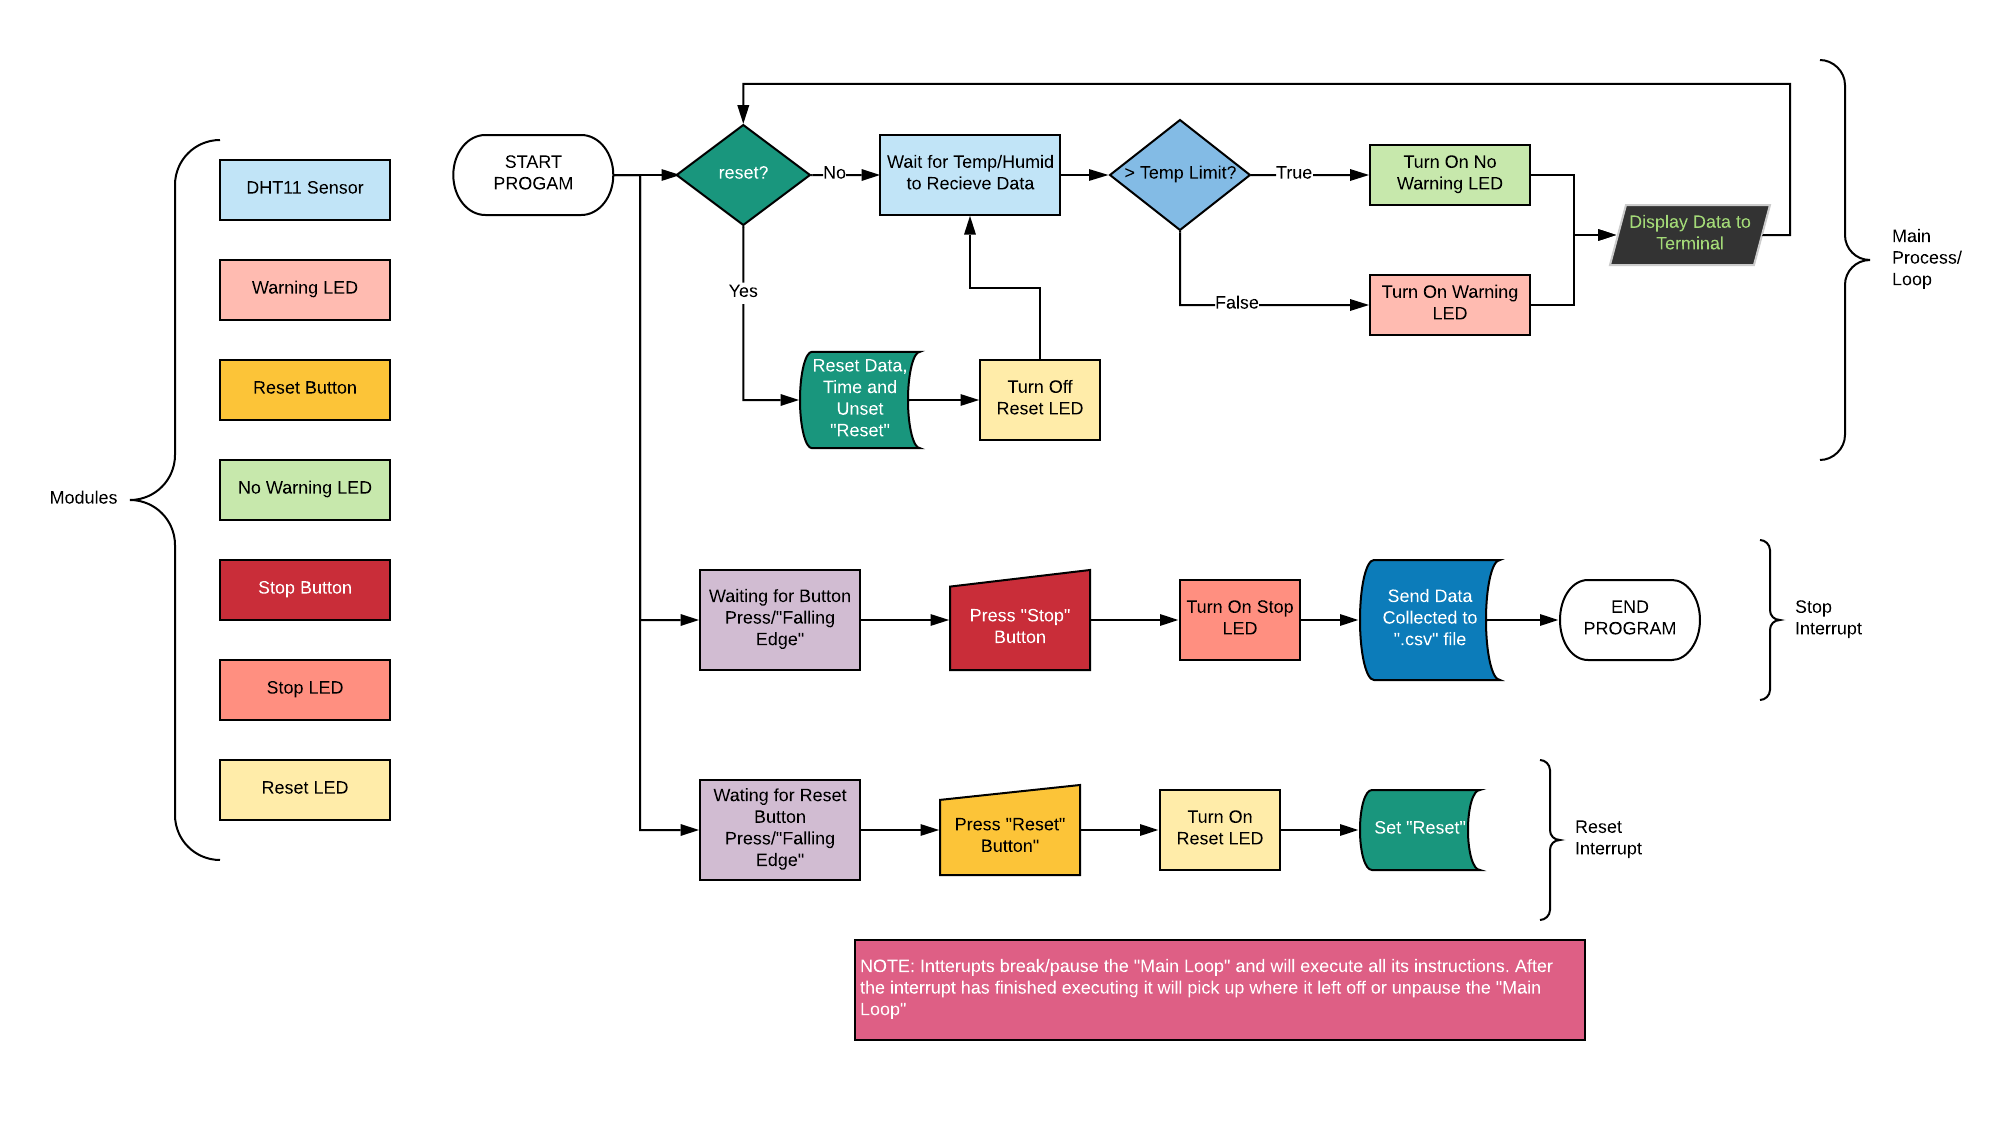 Modules
DHT11 Sensor
Warning LED
Reset Button
No Warning LED
Stop Button
Stop LED
Reset LED
START
PROGAM
reset?
No
Yes
Wait for Temp/Humid
to Recieve Data
> Temp Limit?
True
False
Turn On No
Warning LED
Turn On Warning
LED
Display Data to
Terminal
Reset Data,
Time and
Unset
"Reset"
Turn Off
Reset LED
Main
Process/
Loop
Waiting for Button
Press/"Falling
Edge"
Press "Stop"
Button
Turn On Stop
LED
Send Data
Collected to
".csv" file
END
PROGRAM
Stop
Interrupt
Wating for Reset
Button
Press/"Falling
Edge"
Press "Reset"
Button"
Turn On
Reset LED
Set "Reset"
Reset
Interrupt
NOTE: Intterupts break/pause the "Main Loop" and will execute all its instructions. After
the interrupt has finished executing it will pick up where it left off or unpause the "Main
Loop"